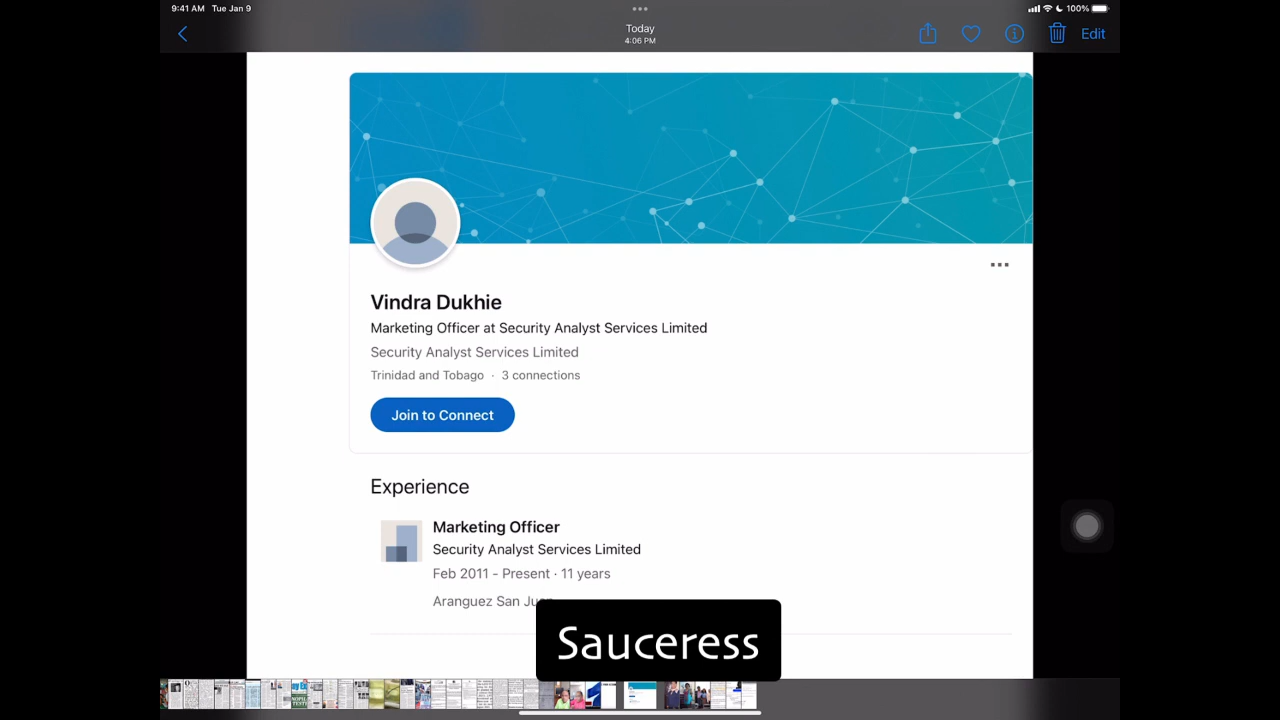 9:41 AM Tue Jan 9
100%
Today
4:06 PM
Edit
Vindra Dukhie
Marketing Officer at Security Analyst Services Limited
Security Analyst Services Limited
Trinidad and Tobago · 3 connections
Join to Connect
Experience
Marketing Officer
Security Analyst Services Limited
Feb 2011 - Present · 11 years
Aranguez San
Sauceress